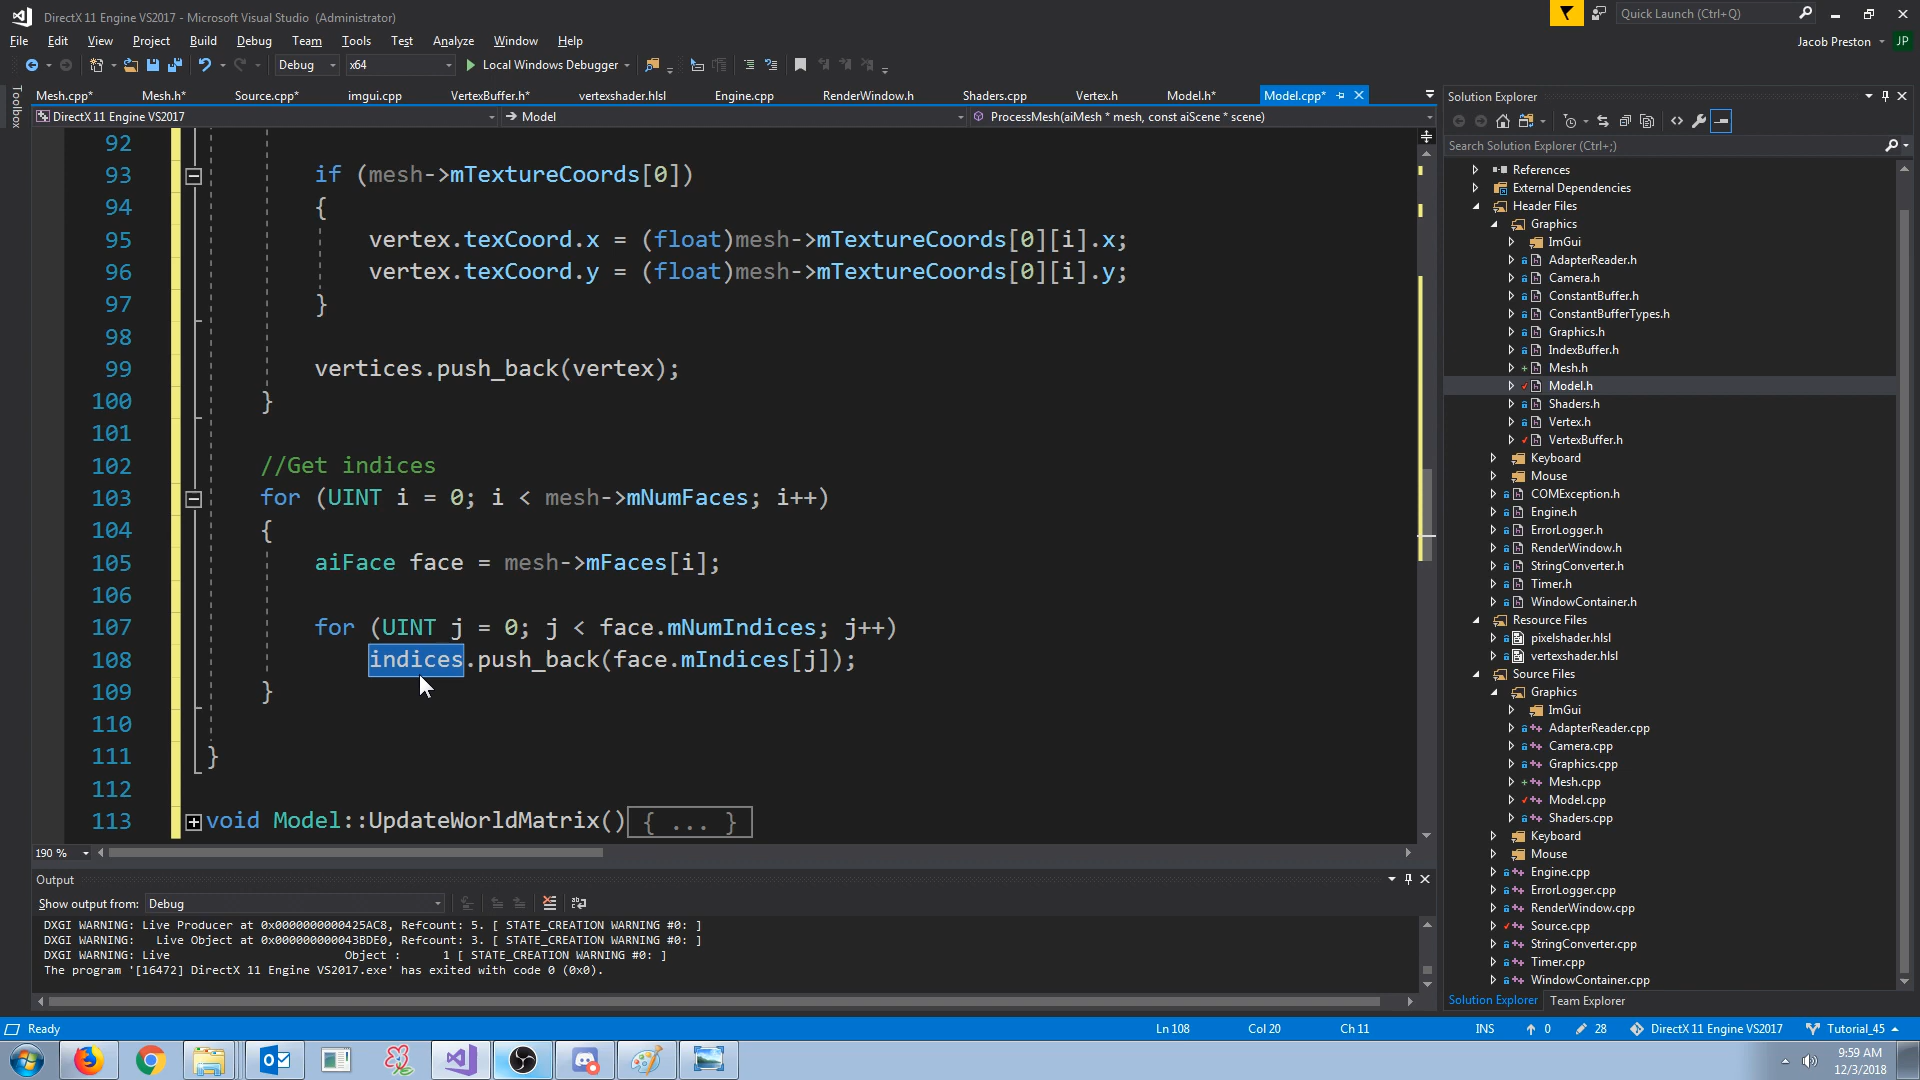 DirectX 11 Engine VS2017 - Microsoft Visual Studio (Administrator)
Quick Launch (Ctrl+Q)
File Edit View Project Build Debug Team Tools Test Analyze Window Help
Jacob Preston JP
Debug x64 Local Windows Debugger
Toolbox
Mesh.cpp* Mesh.h* Source.cpp* imgui.cpp VertexBuffer.h* vertexshader.hlsl Engine.cpp RenderWindow.h Shaders.cpp Vertex.h Model.h* Model.cpp*
DirectX 11 Engine VS2017 Model ProcessMesh(aiMesh * mesh, const aiScene * scene)
92
93 if (mesh->mTextureCoords[0])
94 {
95 vertex.texCoord.x = (float)mesh->mTextureCoords[0][i].x;
96 vertex.texCoord.y = (float)mesh->mTextureCoords[0][i].y;
97 }
98
99 vertices.push_back(vertex);
100 }
101
102 //Get indices
103 for (UINT i = 0; i < mesh->mNumFaces; i++)
104 {
105 aiFace face = mesh->mFaces[i];
106
107 for (UINT j = 0; j < face.mNumIndices; j++)
108 indices.push_back(face.mIndices[j]);
109 }
110
111 }
112
113 void Model::UpdateWorldMatrix() { ... }
190 %
Output
Show output from: Debug
DXGI WARNING: Live Producer at 0x0000000000425AC8, Refcount: 5. [ STATE_CREATION WARNING #0: ]
DXGI WARNING: Live Object at 0x000000000043BDE0, Refcount: 3. [ STATE_CREATION WARNING #0: ]
DXGI WARNING: Live Object : 1 [ STATE_CREATION WARNING #0: ]
The program '[16472] DirectX 11 Engine VS2017.exe' has exited with code 0 (0x0).
Solution Explorer
Search Solution Explorer (Ctrl+;)
References
External Dependencies
Header Files
Graphics
ImGui
AdapterReader.h
Camera.h
ConstantBuffer.h
ConstantBufferTypes.h
Graphics.h
IndexBuffer.h
Mesh.h
Model.h
Shaders.h
Vertex.h
VertexBuffer.h
Keyboard
Mouse
COMException.h
Engine.h
ErrorLogger.h
RenderWindow.h
StringConverter.h
Timer.h
WindowContainer.h
Resource Files
pixelshader.hlsl
vertexshader.hlsl
Source Files
Graphics
ImGui
AdapterReader.cpp
Camera.cpp
Graphics.cpp
Mesh.cpp
Model.cpp
Shaders.cpp
Keyboard
Mouse
Engine.cpp
ErrorLogger.cpp
RenderWindow.cpp
Source.cpp
StringConverter.cpp
Timer.cpp
WindowContainer.cpp
Solution Explorer Team Explorer
Ready Ln 108 Col 20 Ch 11 INS 0 28 DirectX 11 Engine VS2017 Tutorial_45
9:59 AM
12/3/2018